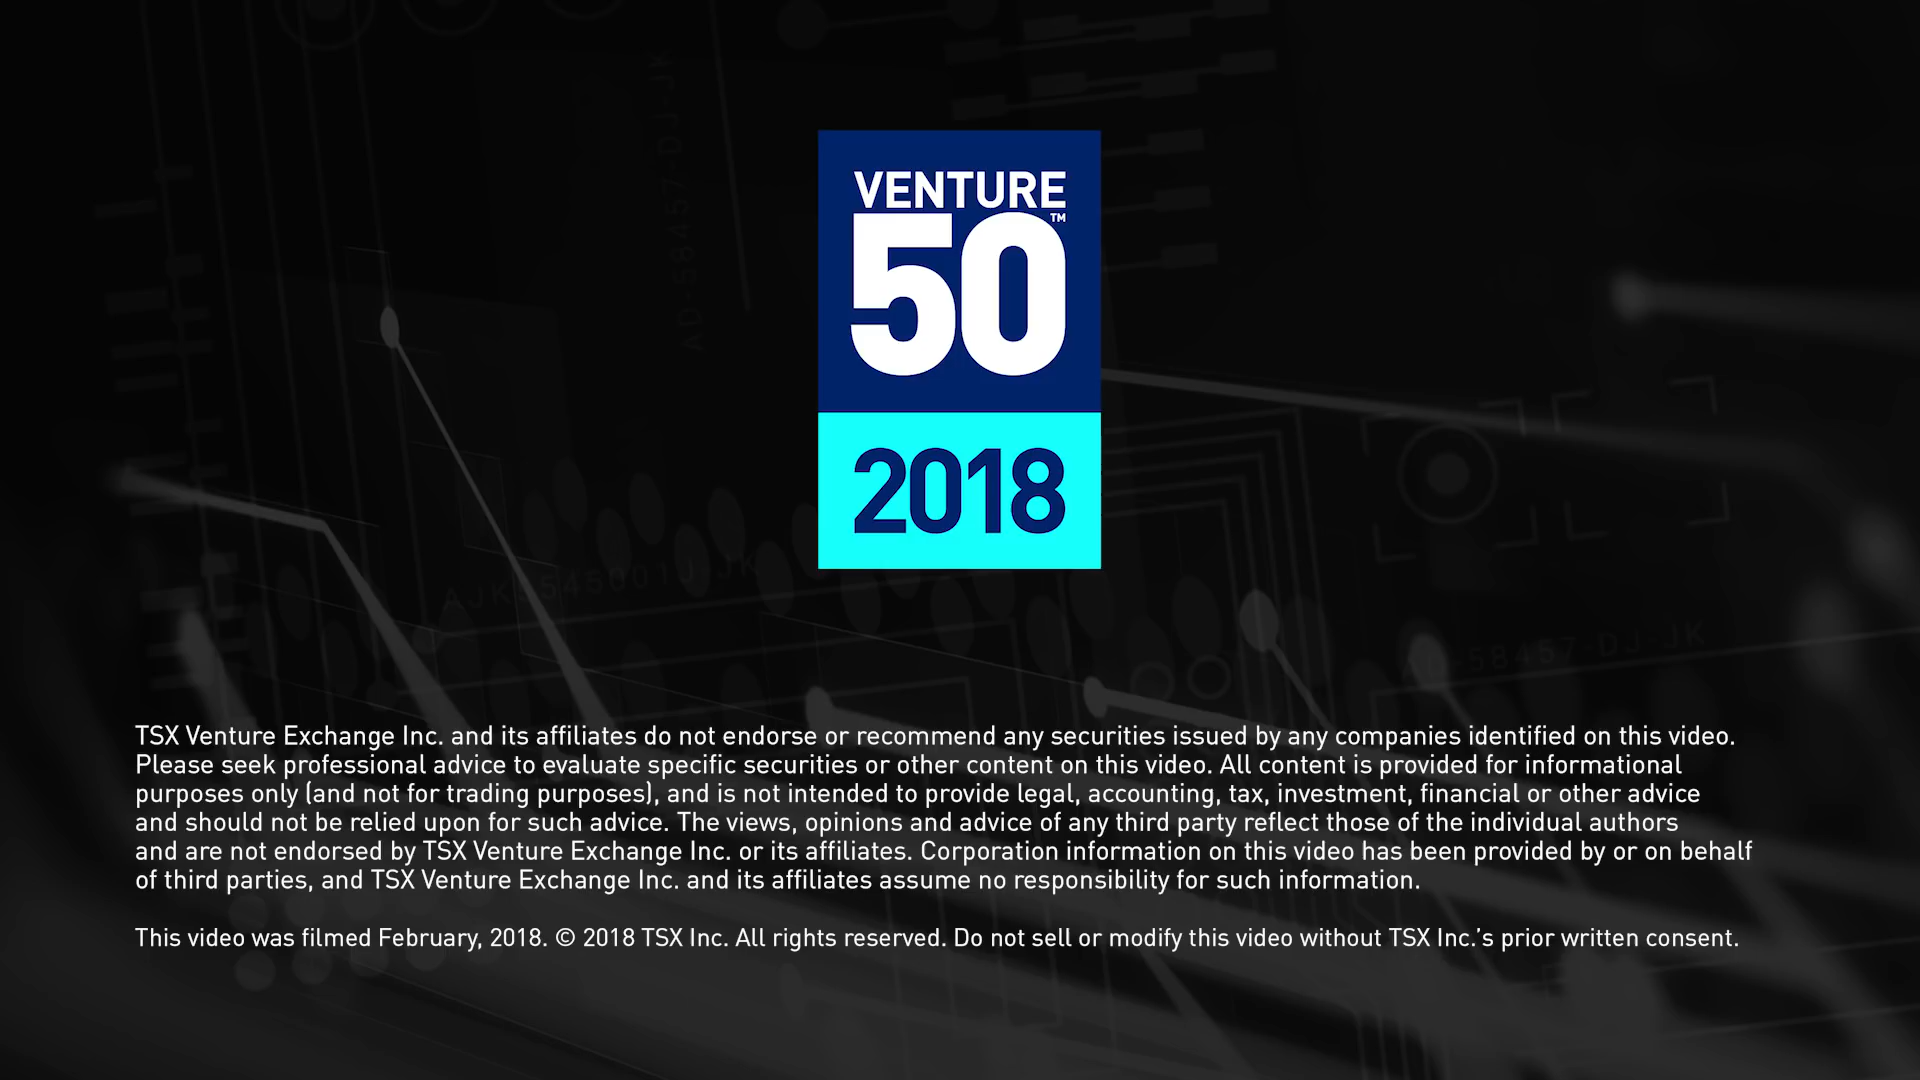 VENTURE
50™
2018
TSX Venture Exchange Inc. and its affiliates do not endorse or recommend any securities issued by any companies identified on this video.
Please seek professional advice to evaluate specific securities or other content on this video. All content is provided for informational
purposes only (and not for trading purposes), and is not intended to provide legal, accounting, tax, investment, financial or other advice
and should not be relied upon for such advice. The views, opinions and advice of any third party reflect those of the individual authors
and are not endorsed by TSX Venture Exchange Inc. or its affiliates. Corporation information on this video has been provided by or on behalf
of third parties, and TSX Venture Exchange Inc. and its affiliates assume no responsibility for such information.
This video was filmed February, 2018. © 2018 TSX Inc. All rights reserved. Do not sell or modify this video without TSX Inc.'s prior written consent.